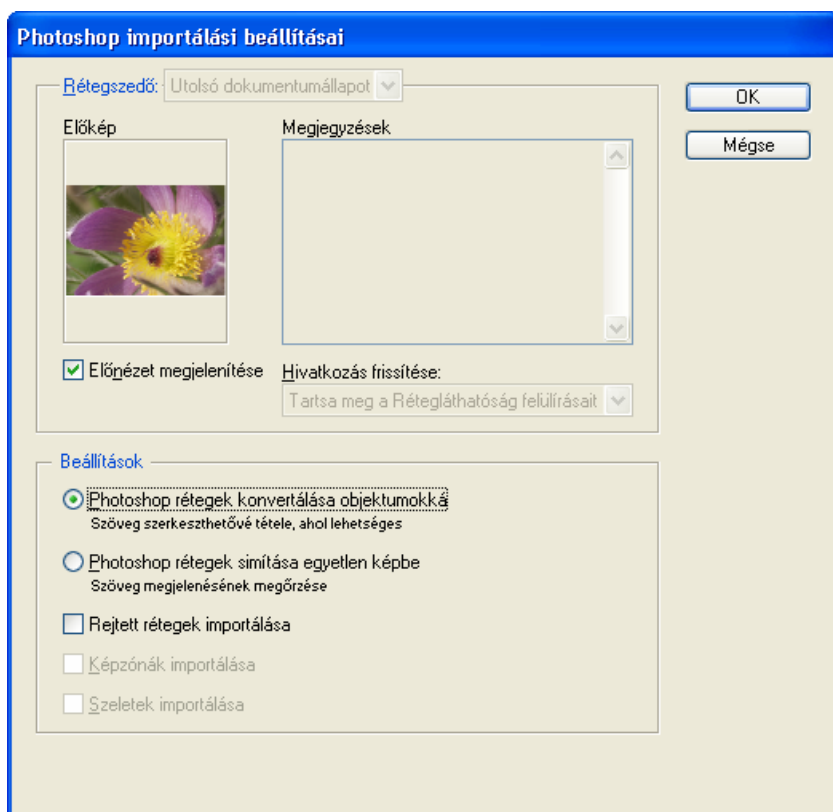 Photoshop importálási beállításai
Rétegszedő: Utolsó dokumentumállapot
OK
Mégse
Előkép
Megjegyzések
Előnézet megjelenítése
Hivatkozás frissítése:
Tartsa meg a Rétegláthatóság felülírásait
Beállítások
Photoshop rétegek konvertálása objektumokká
Szöveg szerkeszthetővé tétele, ahol lehetséges
Photoshop rétegek simítása egyetlen képbe
Szöveg megjelenésének megőrzése
Rejtett rétegek importálása
Képzónák importálása
Szeletek importálása